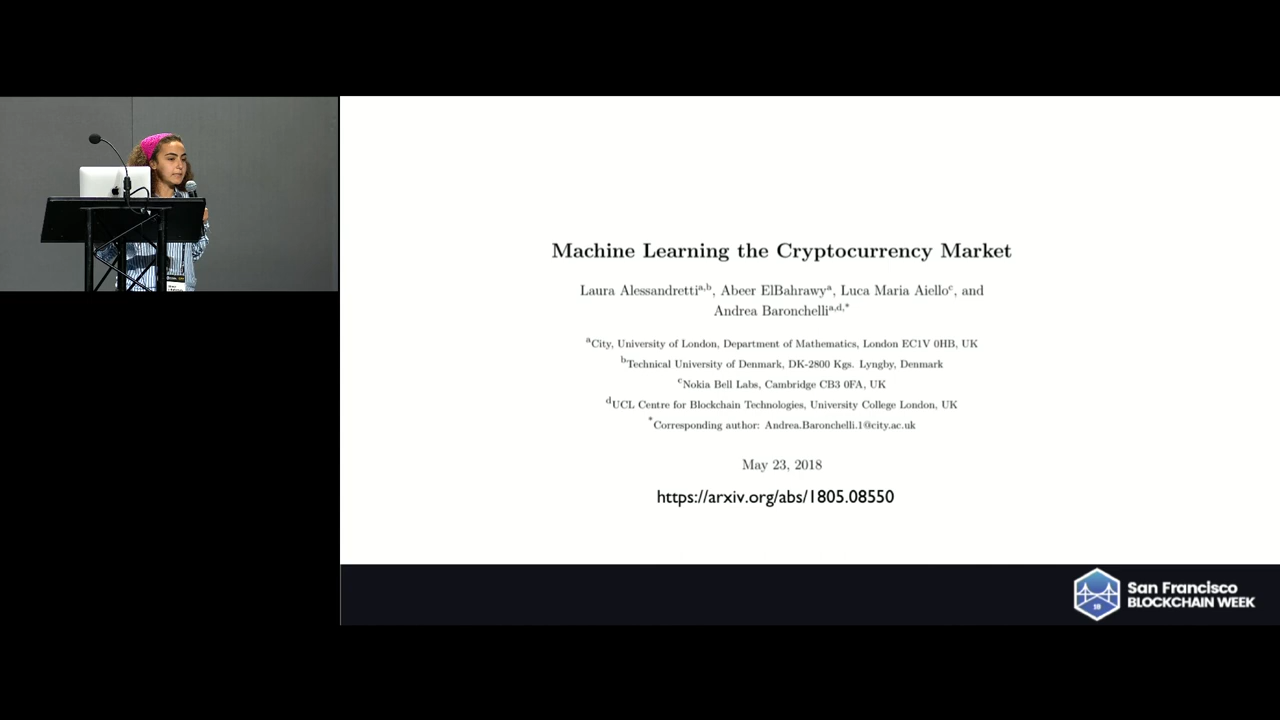 Machine Learning the Cryptocurrency Market
Laura Alessandretti^a,b, Abeer ElBahrawy^a, Luca Maria Aiello^c, and
Andrea Baronchelli^a,d,*
^aCity, University of London, Department of Mathematics, London EC1V 0HB, UK
^bTechnical University of Denmark, DK-2800 Kgs. Lyngby, Denmark
^cNokia Bell Labs, Cambridge CB3 0FA, UK
^dUCL Centre for Blockchain Technologies, University College London, UK
^*Corresponding author: Andrea.Baronchelli.1@city.ac.uk
May 23, 2018
https://arxiv.org/abs/1805.08550
18
San Francisco
BLOCKCHAIN WEEK